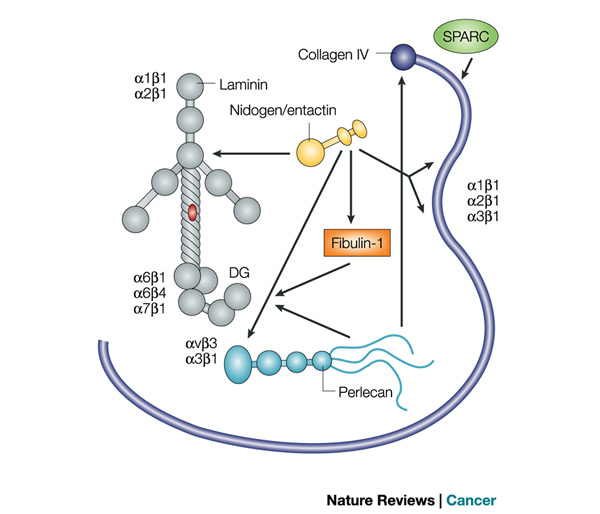 SPARC
Collagen IV
α1β1
α2β1
Laminin
Nidogen/entactin
α1β1
α2β1
α3β1
Fibulin-1
DG
α6β1
α6β4
α7β1
αvβ3
α3β1
Perlecan
Nature Reviews | Cancer